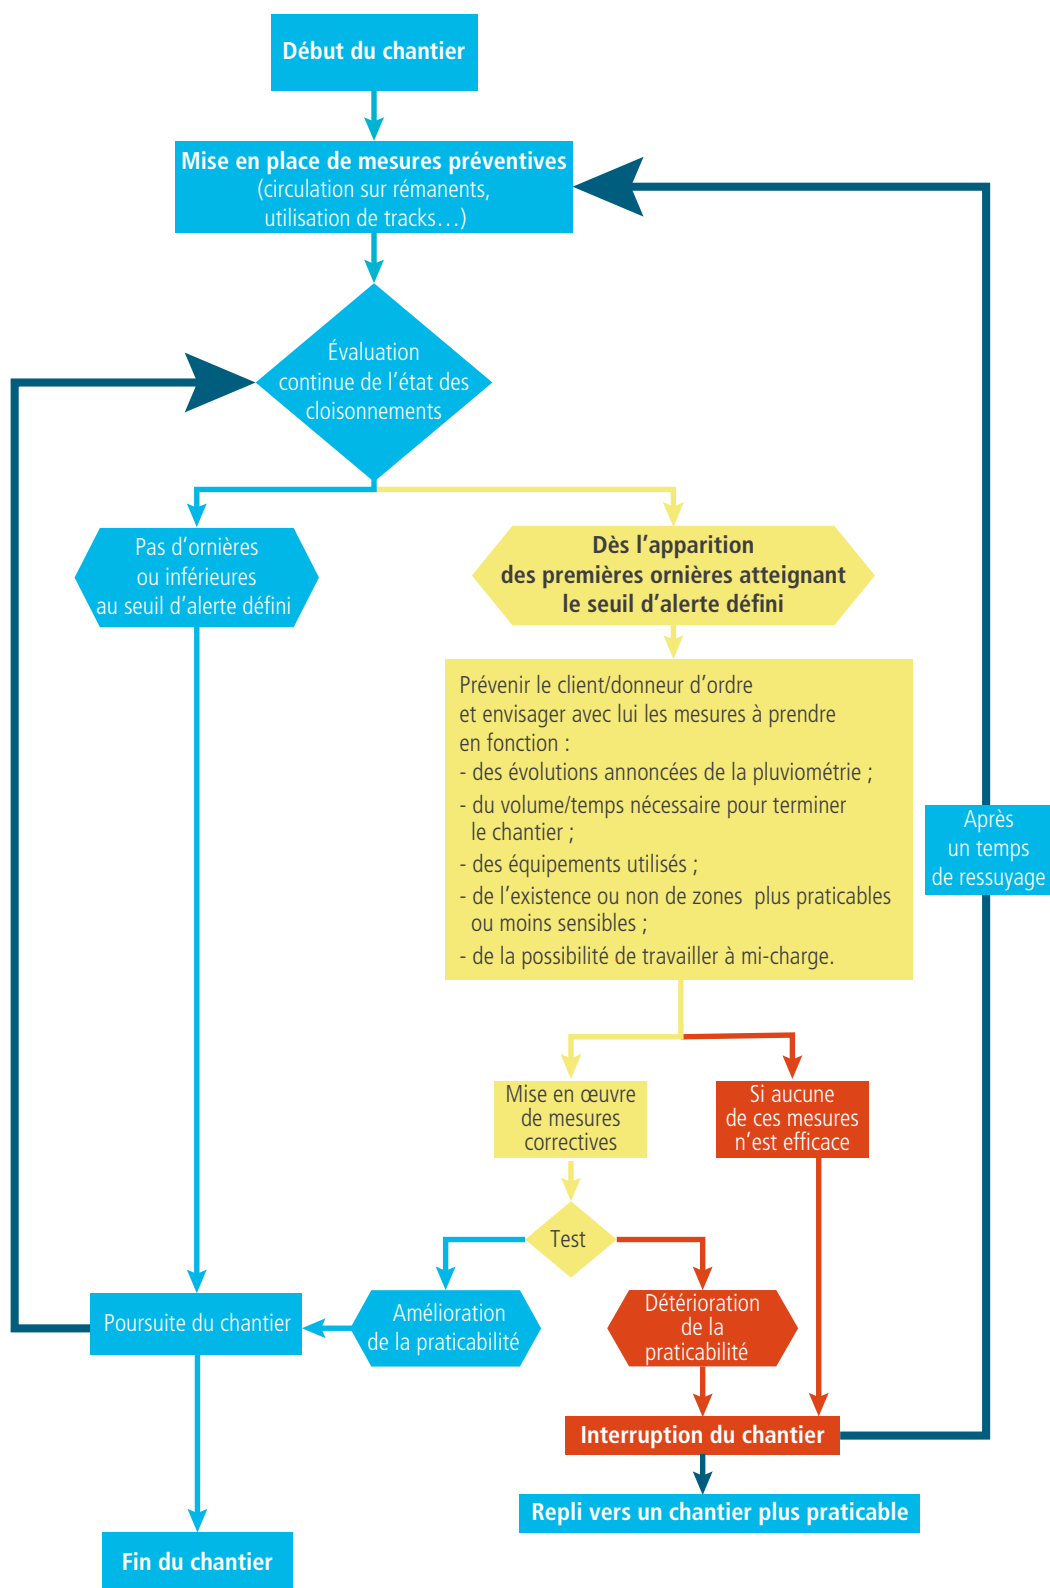 Début du chantier
Mise en place de mesures préventives
(circulation sur rémanents,
utilisation de tracks…)
Évaluation
continue de l’état des
cloisonnements
Pas d’ornières
ou inférieures
au seuil d’alerte défini
Dès l’apparition
des premières ornières atteignant
le seuil d’alerte défini
Prévenir le client/donneur d’ordre
et envisager avec lui les mesures à prendre
en fonction :
- des évolutions annoncées de la pluviométrie ;
- du volume/temps nécessaire pour terminer
le chantier ;
- des équipements utilisés ;
- de l’existence ou non de zones plus praticables
ou moins sensibles ;
- de la possibilité de travailler à mi-charge.
Après
un temps
de ressuyage
Mise en œuvre
de mesures
correctives
Si aucune
de ces mesures
n’est efficace
Test
Amélioration
de la praticabilité
Détérioration
de la
praticabilité
Poursuite du chantier
Interruption du chantier
Repli vers un chantier plus praticable
Fin du chantier